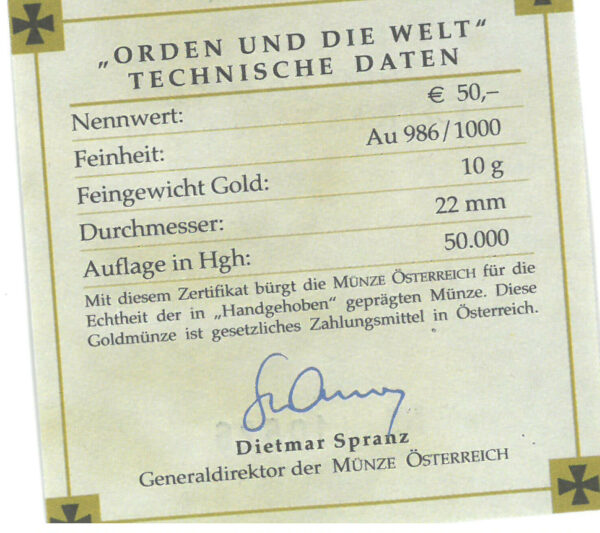 „ORDEN UND DIE WELT“
TECHNISCHE DATEN
Nennwert: € 50,–
Feinheit: Au 986/1000
Feingewicht Gold: 10 g
Durchmesser: 22 mm
Auflage in Hgh: 50.000
Mit diesem Zertifikat bürgt die MÜNZE ÖSTERREICH für die
Echtheit der in „Handgehoben“ geprägten Münze. Diese
Goldmünze ist gesetzliches Zahlungsmittel in Österreich.
Dietmar Spranz
Generaldirektor der MÜNZE ÖSTERREICH